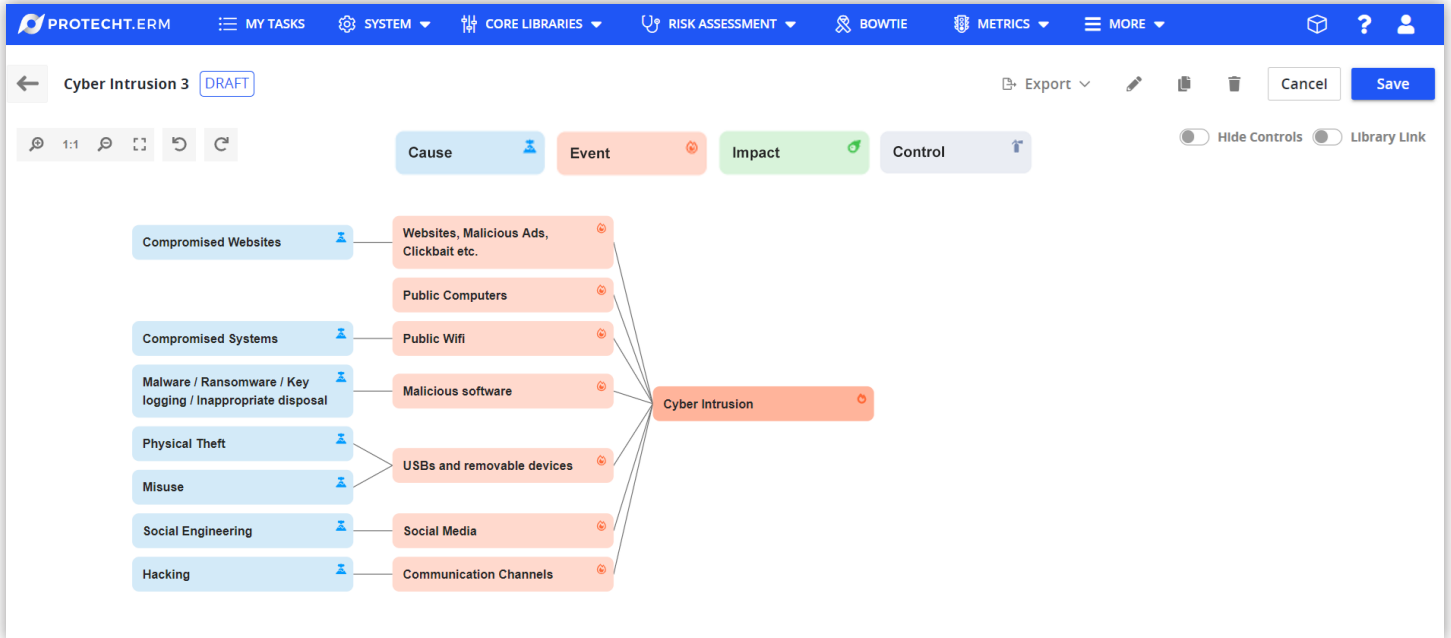 PROTECHT.ERM
MY TASKS
SYSTEM
CORE LIBRARIES
RISK ASSESSMENT
BOWTIE
METRICS
MORE
?
Cyber Intrusion 3
DRAFT
Export
Cancel
Save
1:1
Cause
Event
Impact
Control
Hide Controls
Library Link
Compromised Websites
Websites, Malicious Ads,
Clickbait etc.
Public Computers
Compromised Systems
Public Wifi
Malware / Ransomware / Key
logging / Inappropriate disposal
Malicious software
Cyber Intrusion
Physical Theft
USBs and removable devices
Misuse
Social Engineering
Social Media
Hacking
Communication Channels